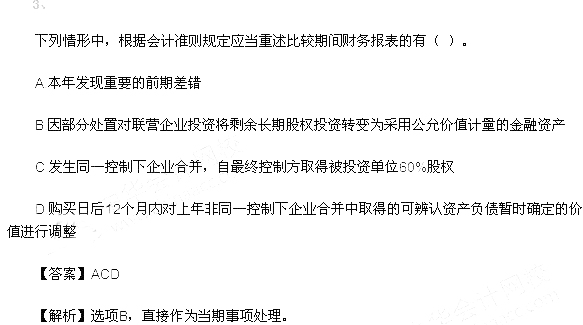 3、
下列情形中，根据会计准则规定应当重述比较期间财务报表的有（ ）。
A 本年发现重要的前期差错
B 因部分处置对联营企业投资将剩余长期股权投资转变为采用公允价值计量的金融资产
C 发生同一控制下企业合并，自最终控制方取得被投资单位60%股权
D 购买日后12个月内对上年非同一控制下企业合并中取得的可辨认资产负债暂时确定的价
值进行调整
【答案】ACD
【解析】选项B，直接作为当期事项处理。